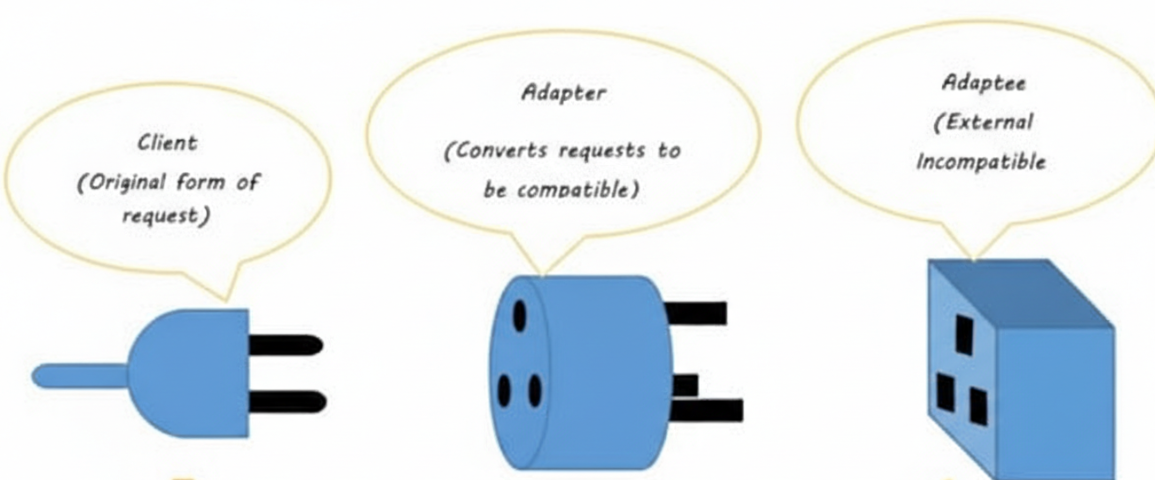 Client
(Original form of
request)
Adapter
(Converts requests to
be compatible)
Adaptee
(External
Incompatible